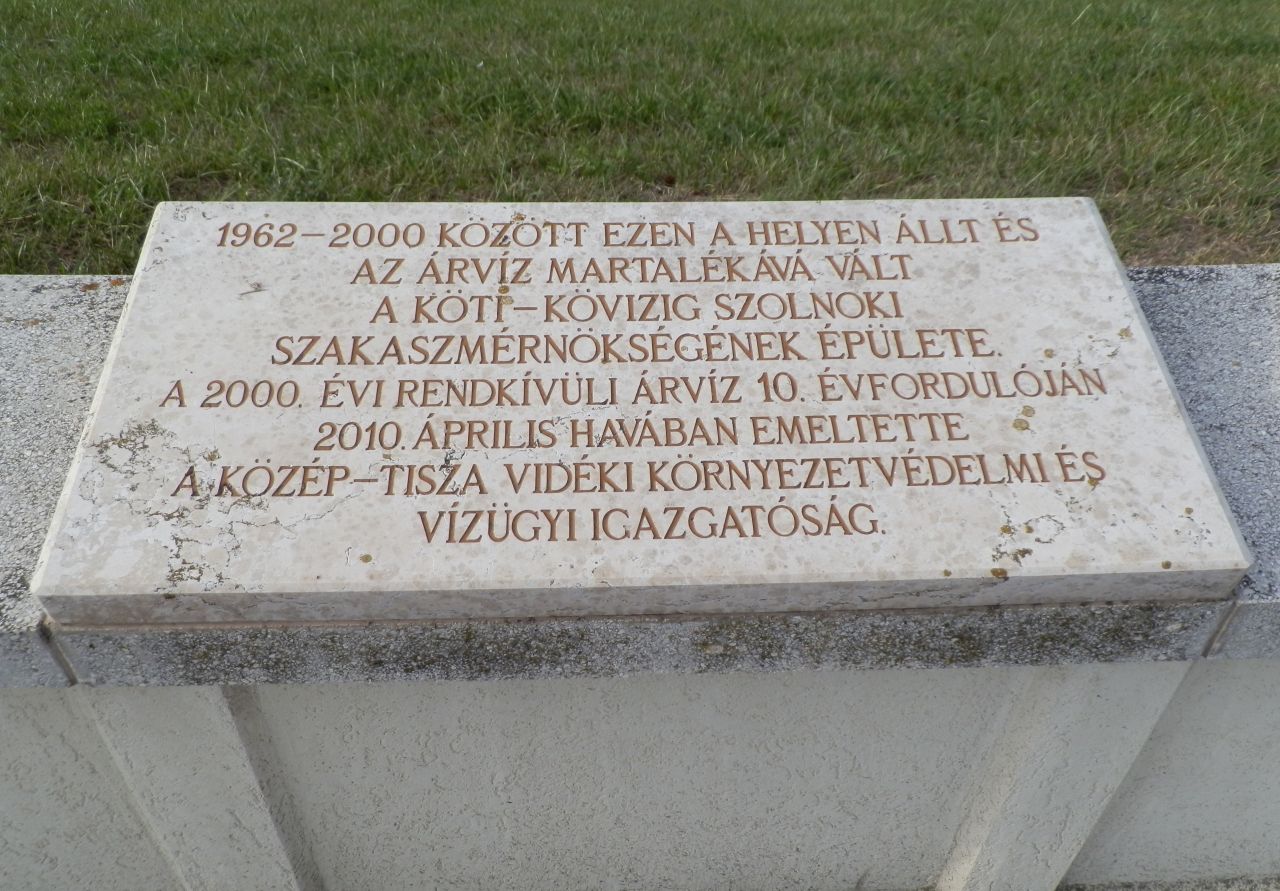 1962–2000 KÖZÖTT EZEN A HELYEN ÁLLT ÉS
AZ ÁRVÍZ MARTALÉKÁVÁ VÁLT
A KÖTI–KÖVIZIG SZOLNOKI
SZAKASZMÉRNÖKSÉGÉNEK ÉPÜLETE.
A 2000. ÉVI RENDKÍVÜLI ÁRVÍZ 10. ÉVFORDULÓJÁN
2010. ÁPRILIS HAVÁBAN EMELTETTE
A KÖZÉP–TISZA VIDÉKI KÖRNYEZETVÉDELMI ÉS
VÍZÜGYI IGAZGATÓSÁG.